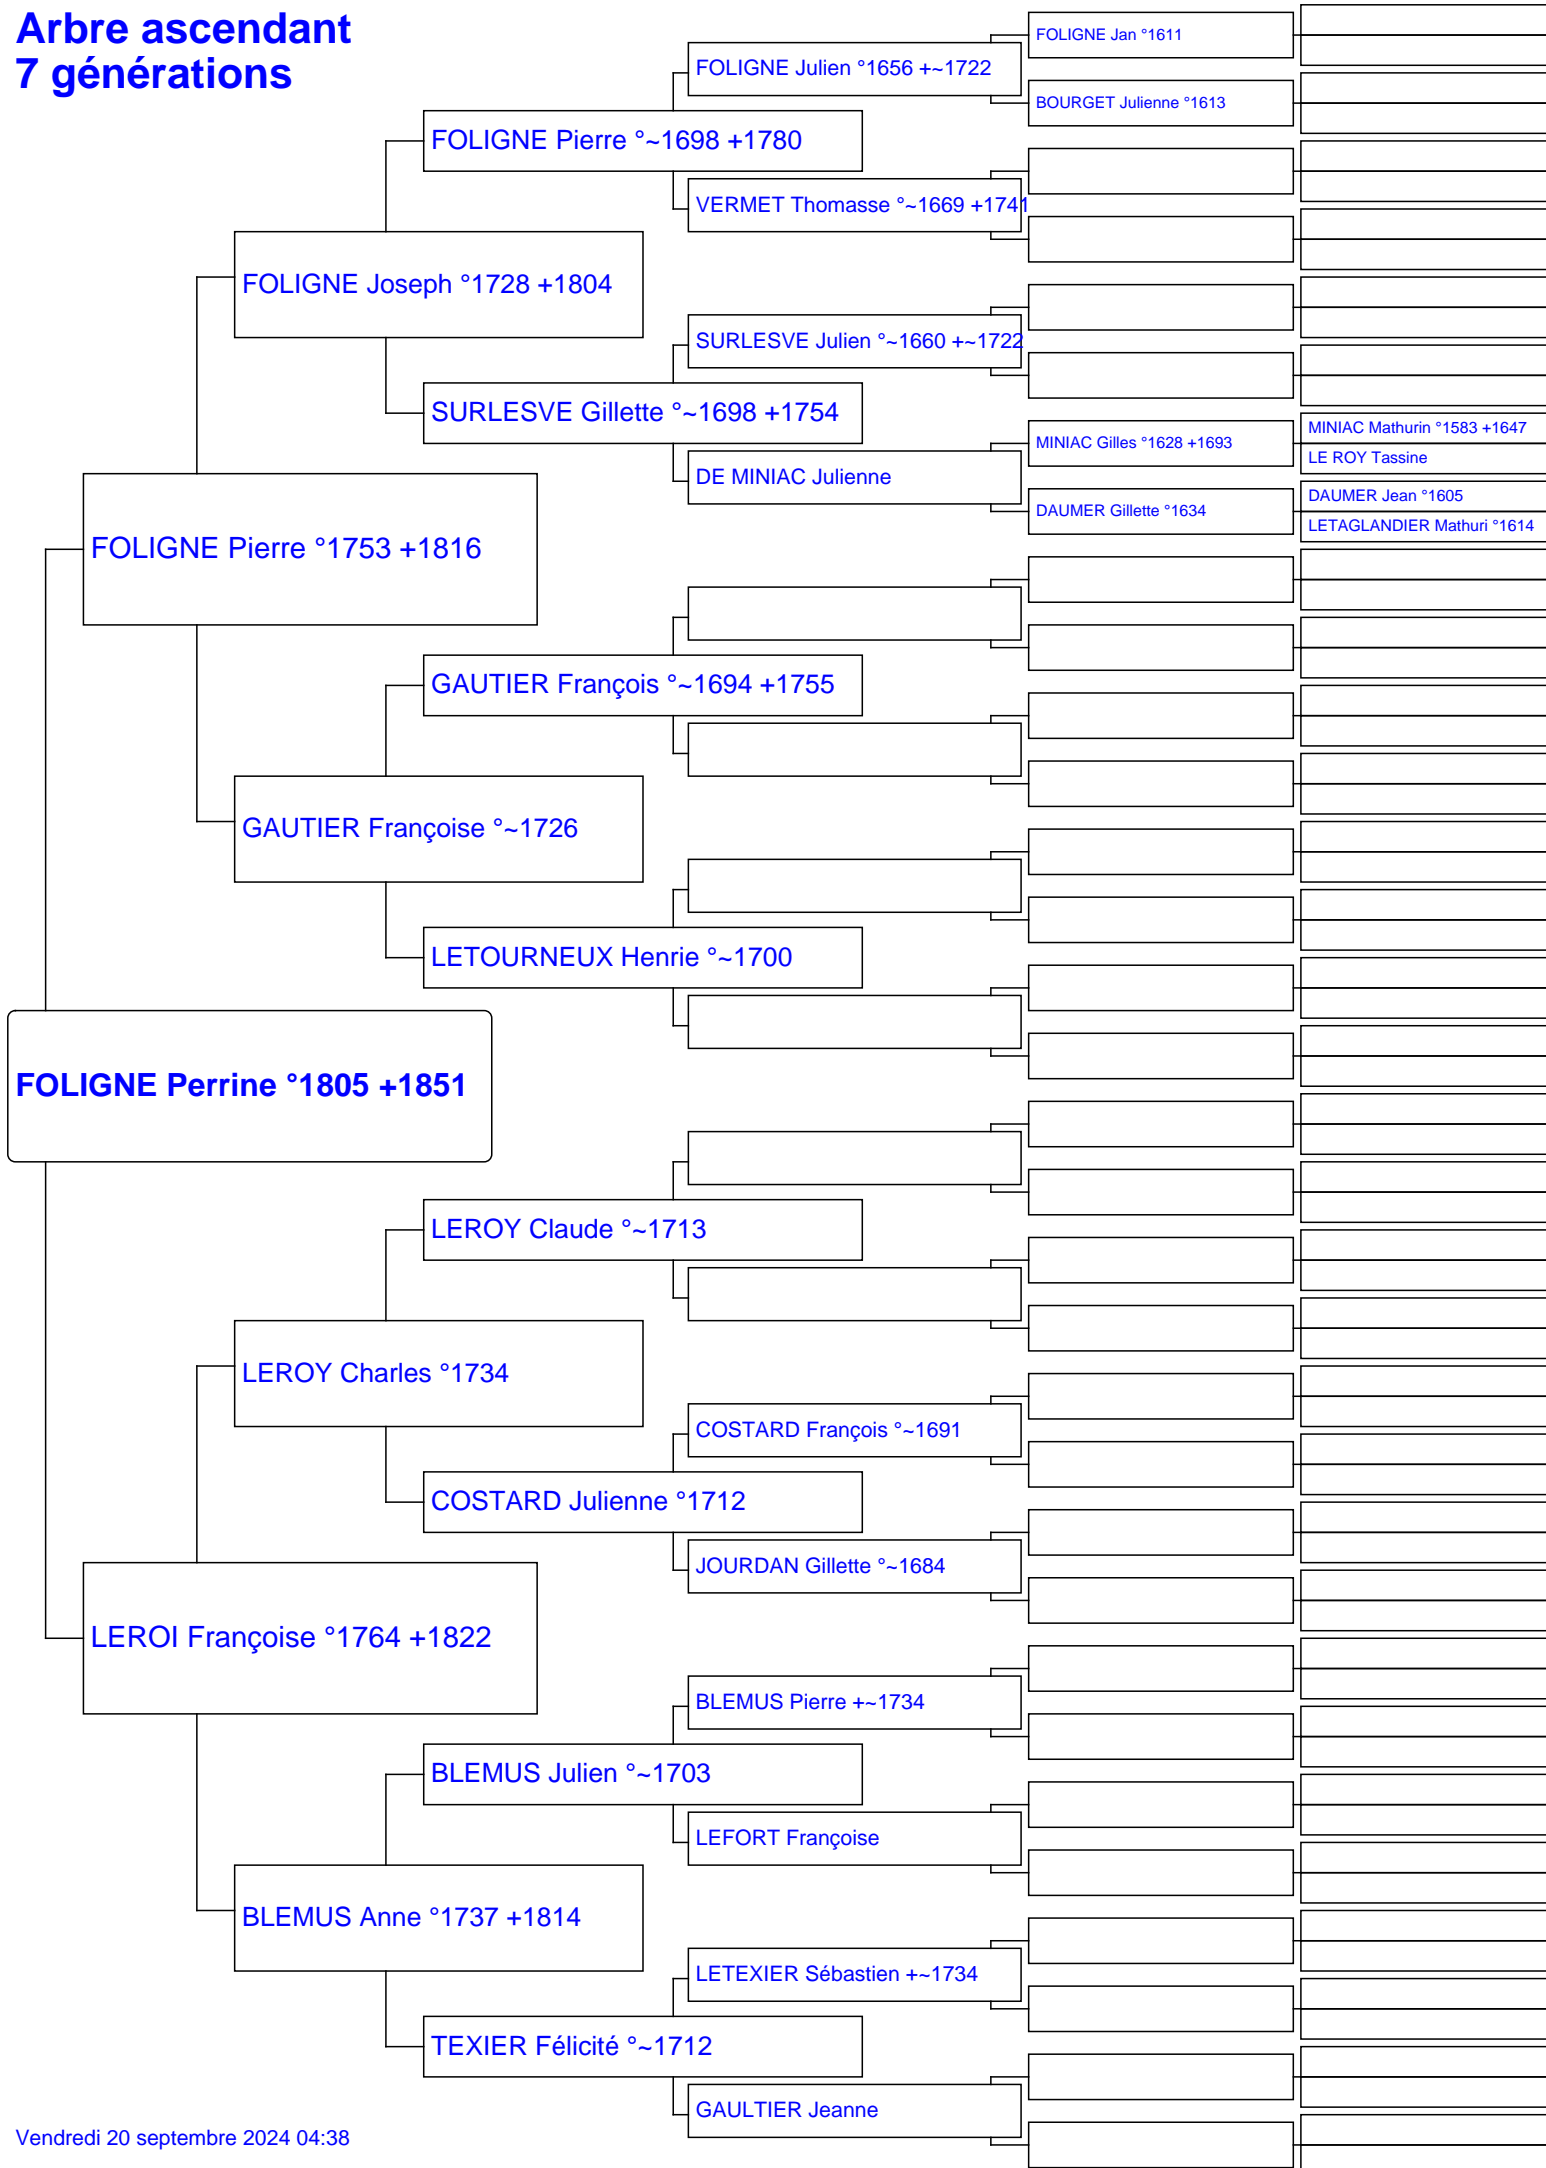 Arbre ascendant
7 générations
FOLIGNE Jan °1611
FOLIGNE Julien °1656 +~1722
BOURGET Julienne °1613
FOLIGNE Pierre °~1698 +1780
VERMET Thomasse °~1669 +1741
FOLIGNE Joseph °1728 +1804
SURLESVE Julien °~1660 +~1722
SURLESVE Gillette °~1698 +1754
MINIAC Mathurin °1583 +1647
MINIAC Gilles °1628 +1693
LE ROY Tassine
DE MINIAC Julienne
DAUMER Jean °1605
DAUMER Gillette °1634
LETAGLANDIER Mathuri °1614
FOLIGNE Pierre °1753 +1816
GAUTIER François °~1694 +1755
GAUTIER Françoise °~1726
LETOURNEUX Henrie °~1700
FOLIGNE Perrine °1805 +1851
LEROY Claude °~1713
LEROY Charles °1734
COSTARD François °~1691
COSTARD Julienne °1712
JOURDAN Gillette °~1684
LEROI Françoise °1764 +1822
BLEMUS Pierre +~1734
BLEMUS Julien °~1703
LEFORT Françoise
BLEMUS Anne °1737 +1814
LETEXIER Sébastien +~1734
TEXIER Félicité °~1712
GAULTIER Jeanne
Vendredi 20 septembre 2024 04:38